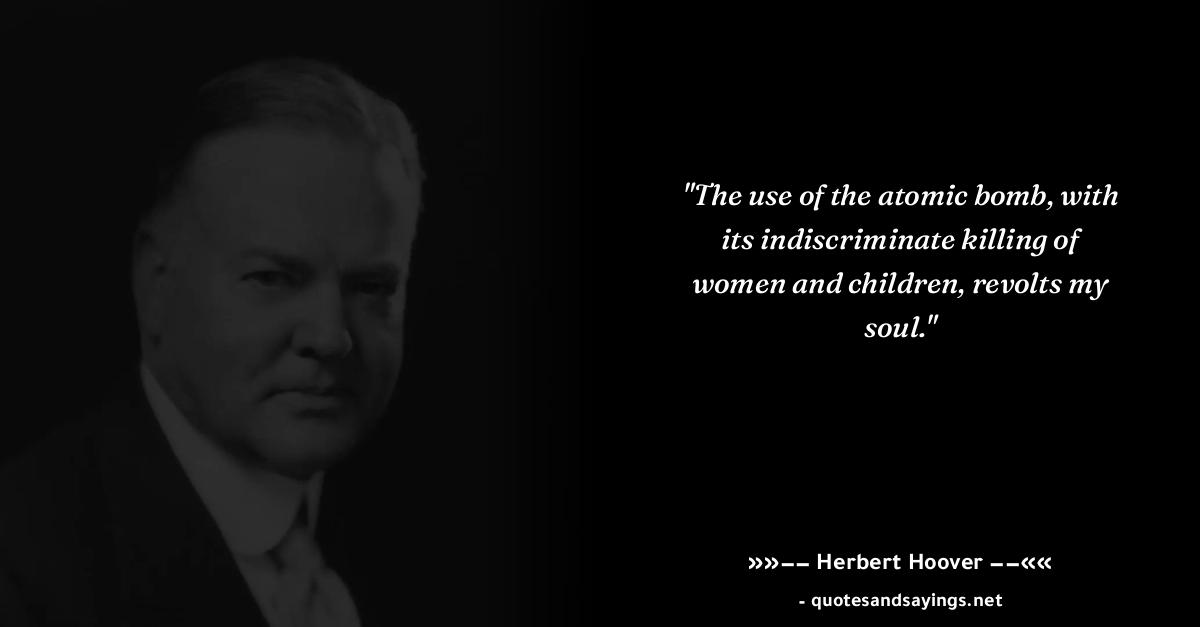 "The use of the atomic bomb, with
its indiscriminate killing of
women and children, revolts my
soul."
»»–– Herbert Hoover ––««
- quotesandsayings.net